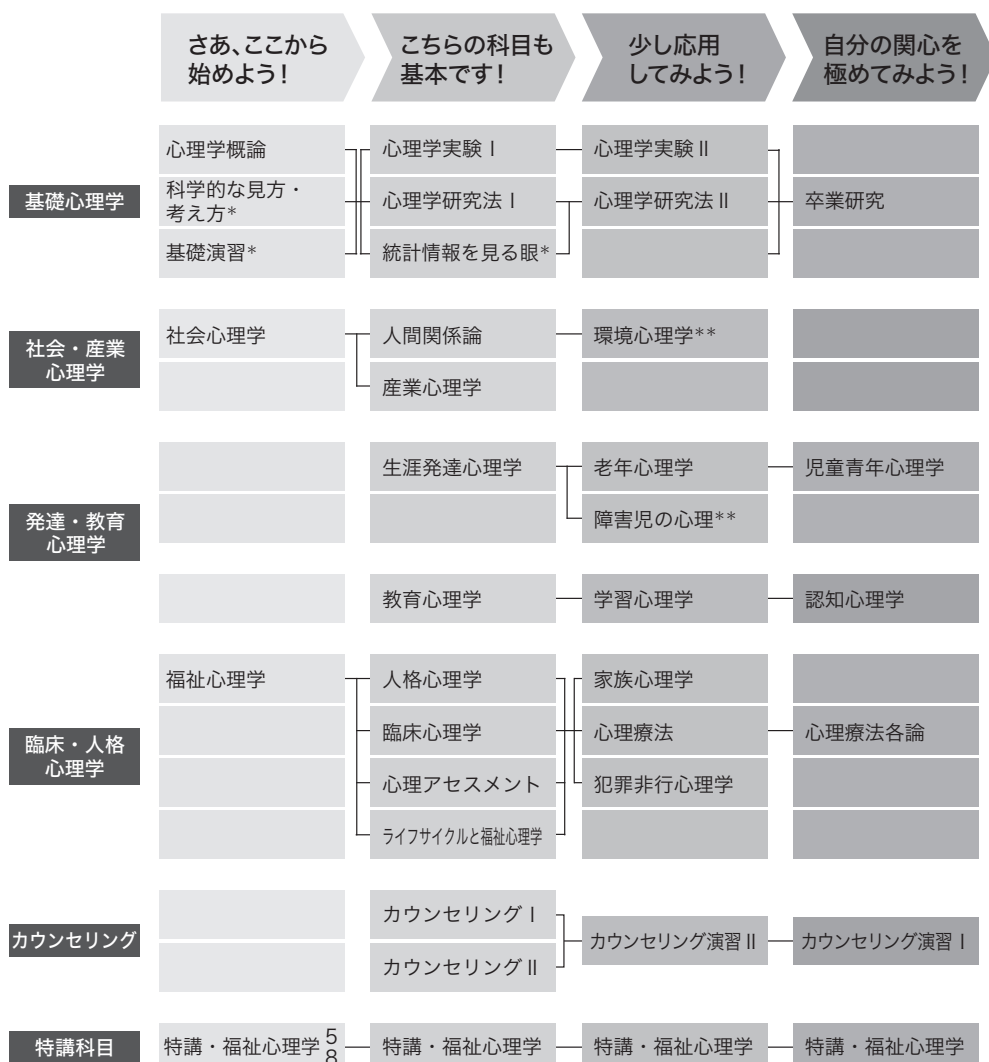 さあ、ここから
始めよう！
こちらの科目も
基本です！
少し応用
してみよう！
自分の関心を
極めてみよう！
基礎心理学
心理学概論
心理学実験Ⅰ
心理学実験Ⅱ
科学的な見方・
考え方*
心理学研究法Ⅰ
心理学研究法Ⅱ
卒業研究
基礎演習*
統計情報を見る眼*
社会・産業
心理学
社会心理学
人間関係論
環境心理学**
産業心理学
発達・教育
心理学
生涯発達心理学
老年心理学
児童青年心理学
障害児の心理**
教育心理学
学習心理学
認知心理学
臨床・人格
心理学
福祉心理学
人格心理学
家族心理学
臨床心理学
心理療法
心理療法各論
心理アセスメント
犯罪非行心理学
ライフサイクルと福祉心理学
カウンセリング
カウンセリングⅠ
カウンセリングⅡ
カウンセリング演習Ⅱ
カウンセリング演習Ⅰ
特講科目
特講・福祉心理学 5
8
特講・福祉心理学
特講・福祉心理学
特講・福祉心理学